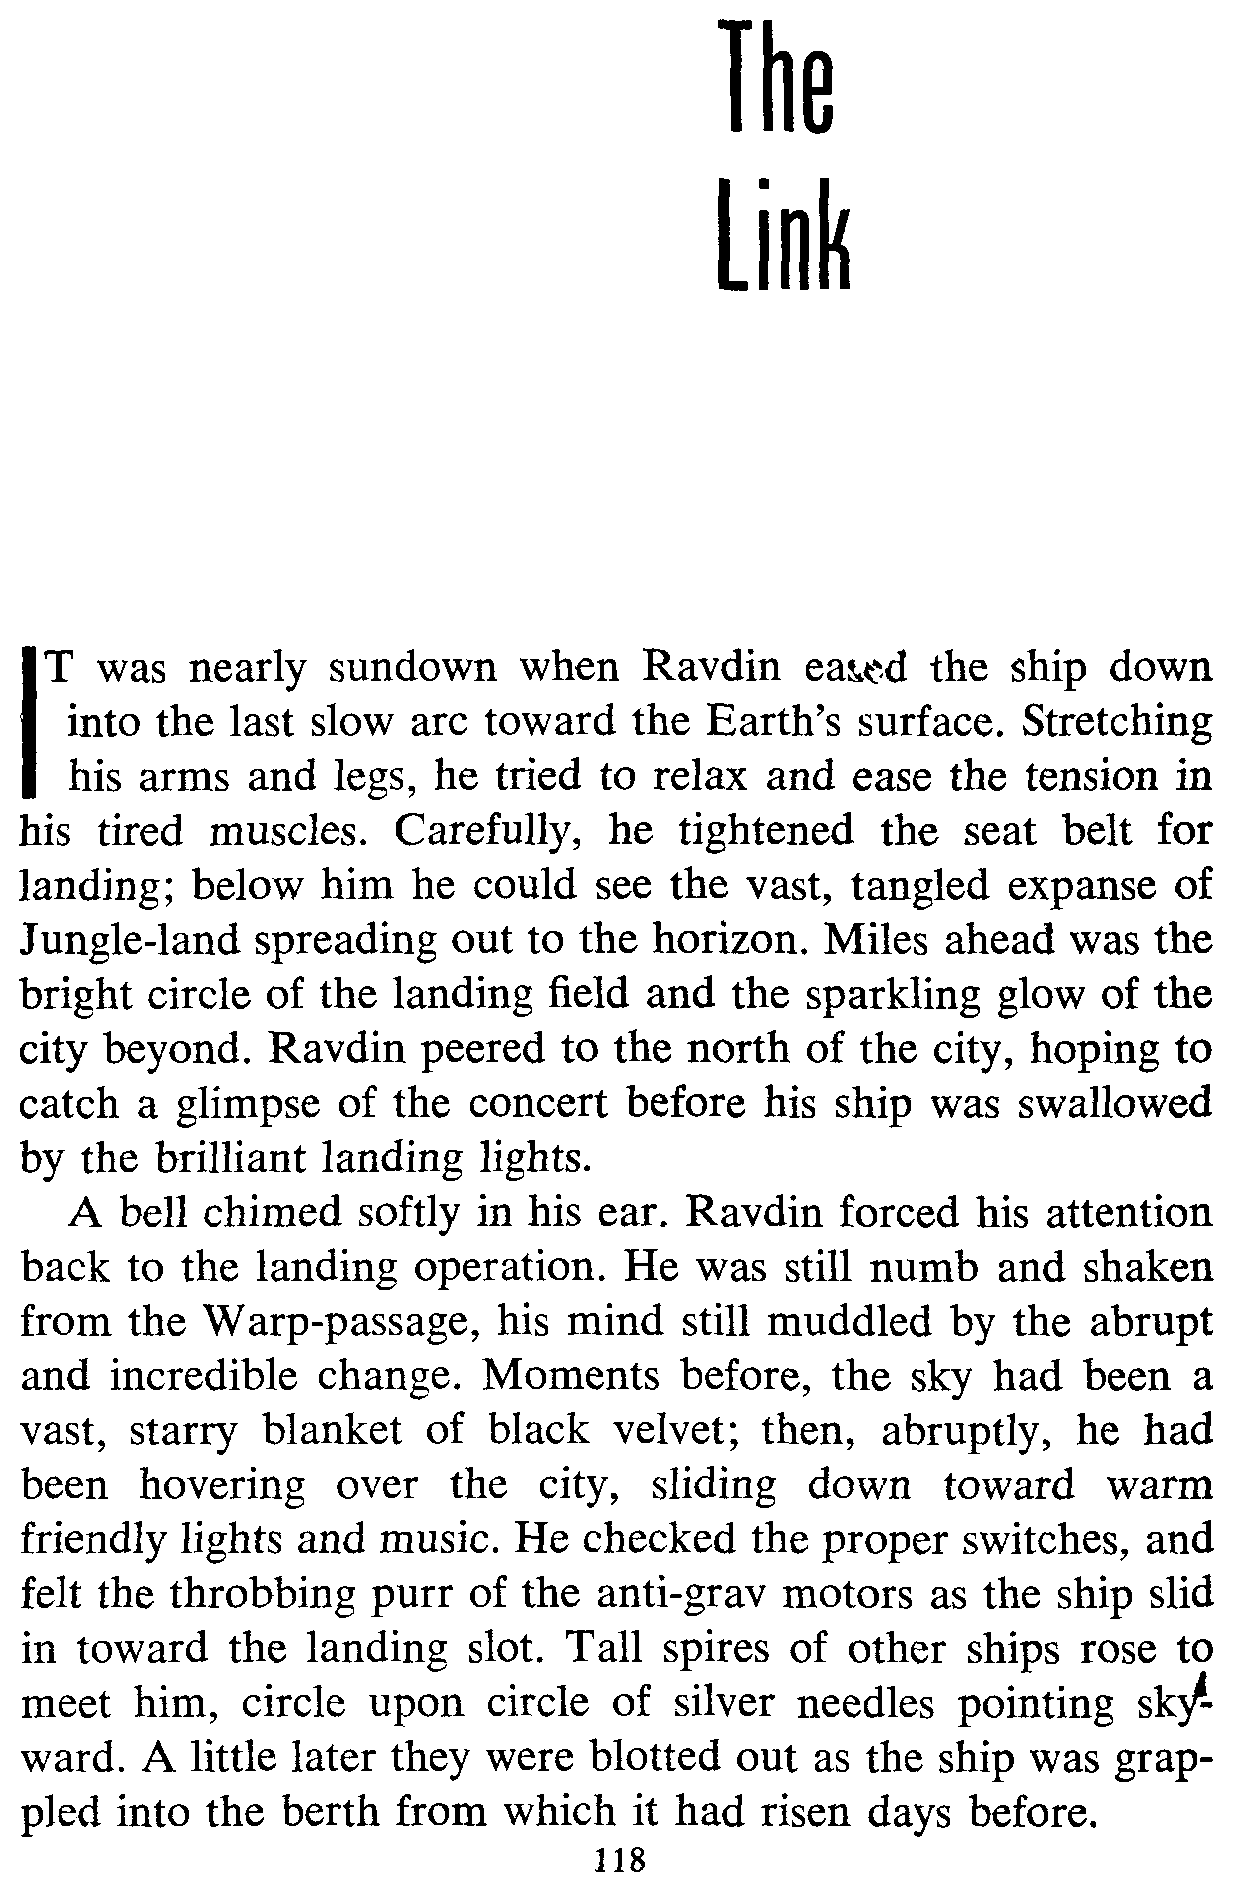 The
Link
IT was nearly sundown when Ravdin eased the ship down
into the last slow arc toward the Earth's surface. Stretching
his arms and legs, he tried to relax and ease the tension in
his tired muscles. Carefully, he tightened the seat belt for
landing; below him he could see the vast, tangled expanse of
Jungle-land spreading out to the horizon. Miles ahead was the
bright circle of the landing field and the sparkling glow of the
city beyond. Ravdin peered to the north of the city, hoping to
catch a glimpse of the concert before his ship was swallowed
by the brilliant landing lights.
A bell chimed softly in his ear. Ravdin forced his attention
back to the landing operation. He was still numb and shaken
from the Warp-passage, his mind still muddled by the abrupt
and incredible change. Moments before, the sky had been a
vast, starry blanket of black velvet; then, abruptly, he had
been hovering over the city, sliding down toward warm
friendly lights and music. He checked the proper switches, and
felt the throbbing purr of the anti-grav motors as the ship slid
in toward the landing slot. Tall spires of other ships rose to
meet him, circle upon circle of silver needles pointing sky-
ward. A little later they were blotted out as the ship was grap-
pled into the berth from which it had risen days before.
118